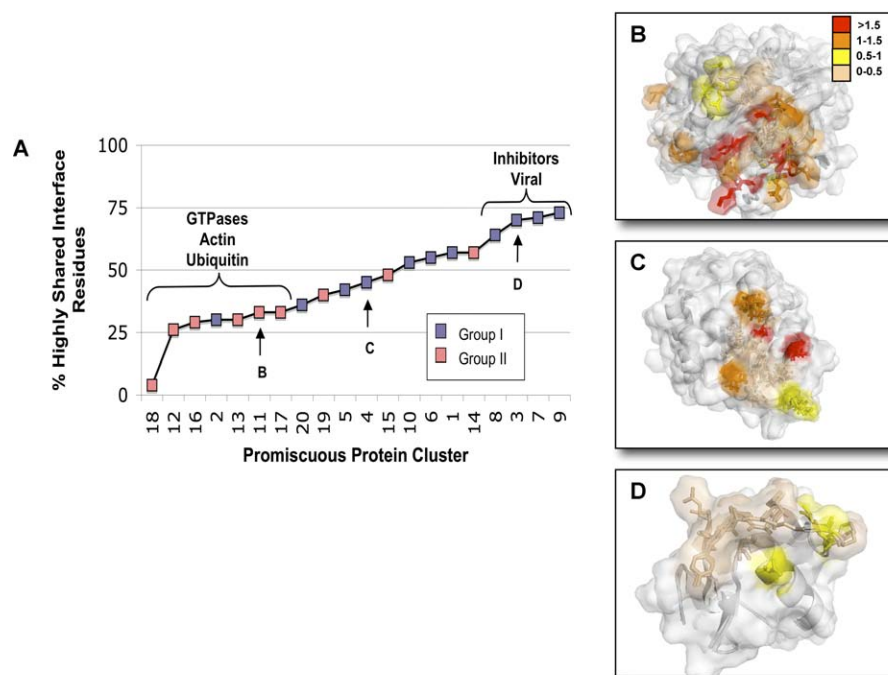 A
% Highly Shared Interface
Residues
100
75
50
25
0
GTPases
Actin
Ubiquitin
Inhibitors
Viral
B
C
D
Group I
Group II
18 12 16 2 13 11 17 20 19 5 4 15 10 6 1 14 8 3 7 9
Promiscuous Protein Cluster
B
>1.5
1-1.5
0.5-1
0-0.5
C
D